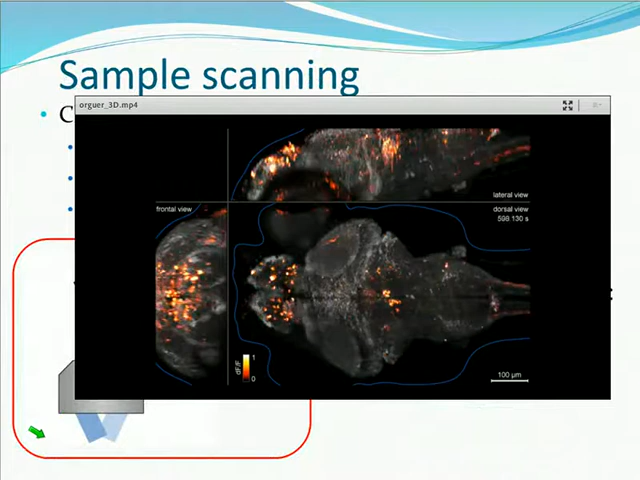 Sample scanning
C
orguer_3D.mp4
lateral view
frontal view
dorsal view
598.130 s
dF/F
1
0
100 µm